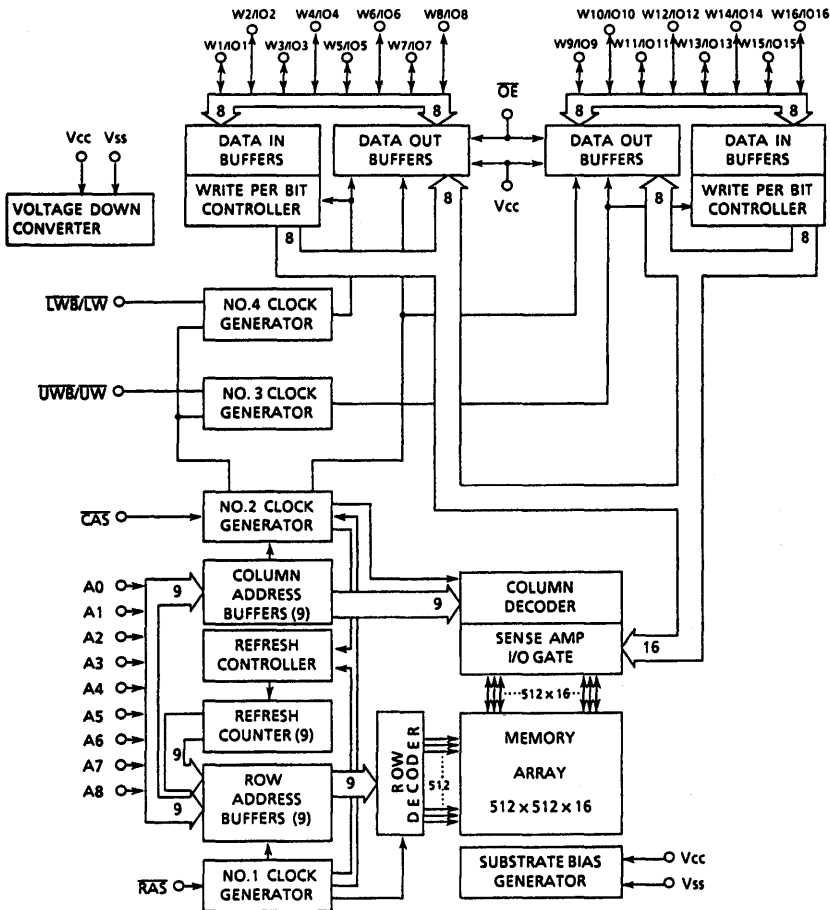 W2/IO2 W4/IO4 W6/IO6 W8/IO8 W10/IO10 W12/IO12 W14/IO14 W16/IO16
W1/IO1 W3/IO3 W5/IO5 W7/IO7 W9/IO9 W11/IO11 W13/IO13 W15/IO15
OE
8 8 8 8
Vcc Vss
DATA IN BUFFERS
DATA OUT BUFFERS
DATA OUT BUFFERS
DATA IN BUFFERS
WRITE PER BIT CONTROLLER
WRITE PER BIT CONTROLLER
Vcc
8 8 8 8
VOLTAGE DOWN
CONVERTER
LWB/LW
NO.4 CLOCK
GENERATOR
UWB/UW
NO.3 CLOCK
GENERATOR
CAS
NO.2 CLOCK
GENERATOR
A0
A1
A2
A3
A4
A5
A6
A7
A8
9
COLUMN
ADDRESS
BUFFERS (9)
9
COLUMN
DECODER
REFRESH
CONTROLLER
SENSE AMP
I/O GATE
16
512 x 16
REFRESH
COUNTER (9)
9
9
ROW
ADDRESS
BUFFERS (9)
9
ROW
DECODER
512
MEMORY
ARRAY
512 x 512 x 16
RAS
NO.1 CLOCK
GENERATOR
SUBSTRATE BIAS
GENERATOR
Vcc
Vss